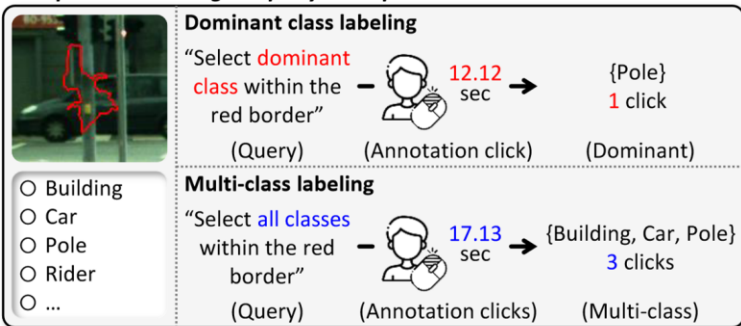 Dominant class labeling
“Select dominant
class within the
red border”
(Query)
12.12
sec
(Annotation click)
{Pole}
1 click
(Dominant)
Building
Car
Pole
Rider
...
Multi-class labeling
“Select all classes
within the red
border”
(Query)
17.13
sec
(Annotation clicks)
{Building, Car, Pole}
3 clicks
(Multi-class)